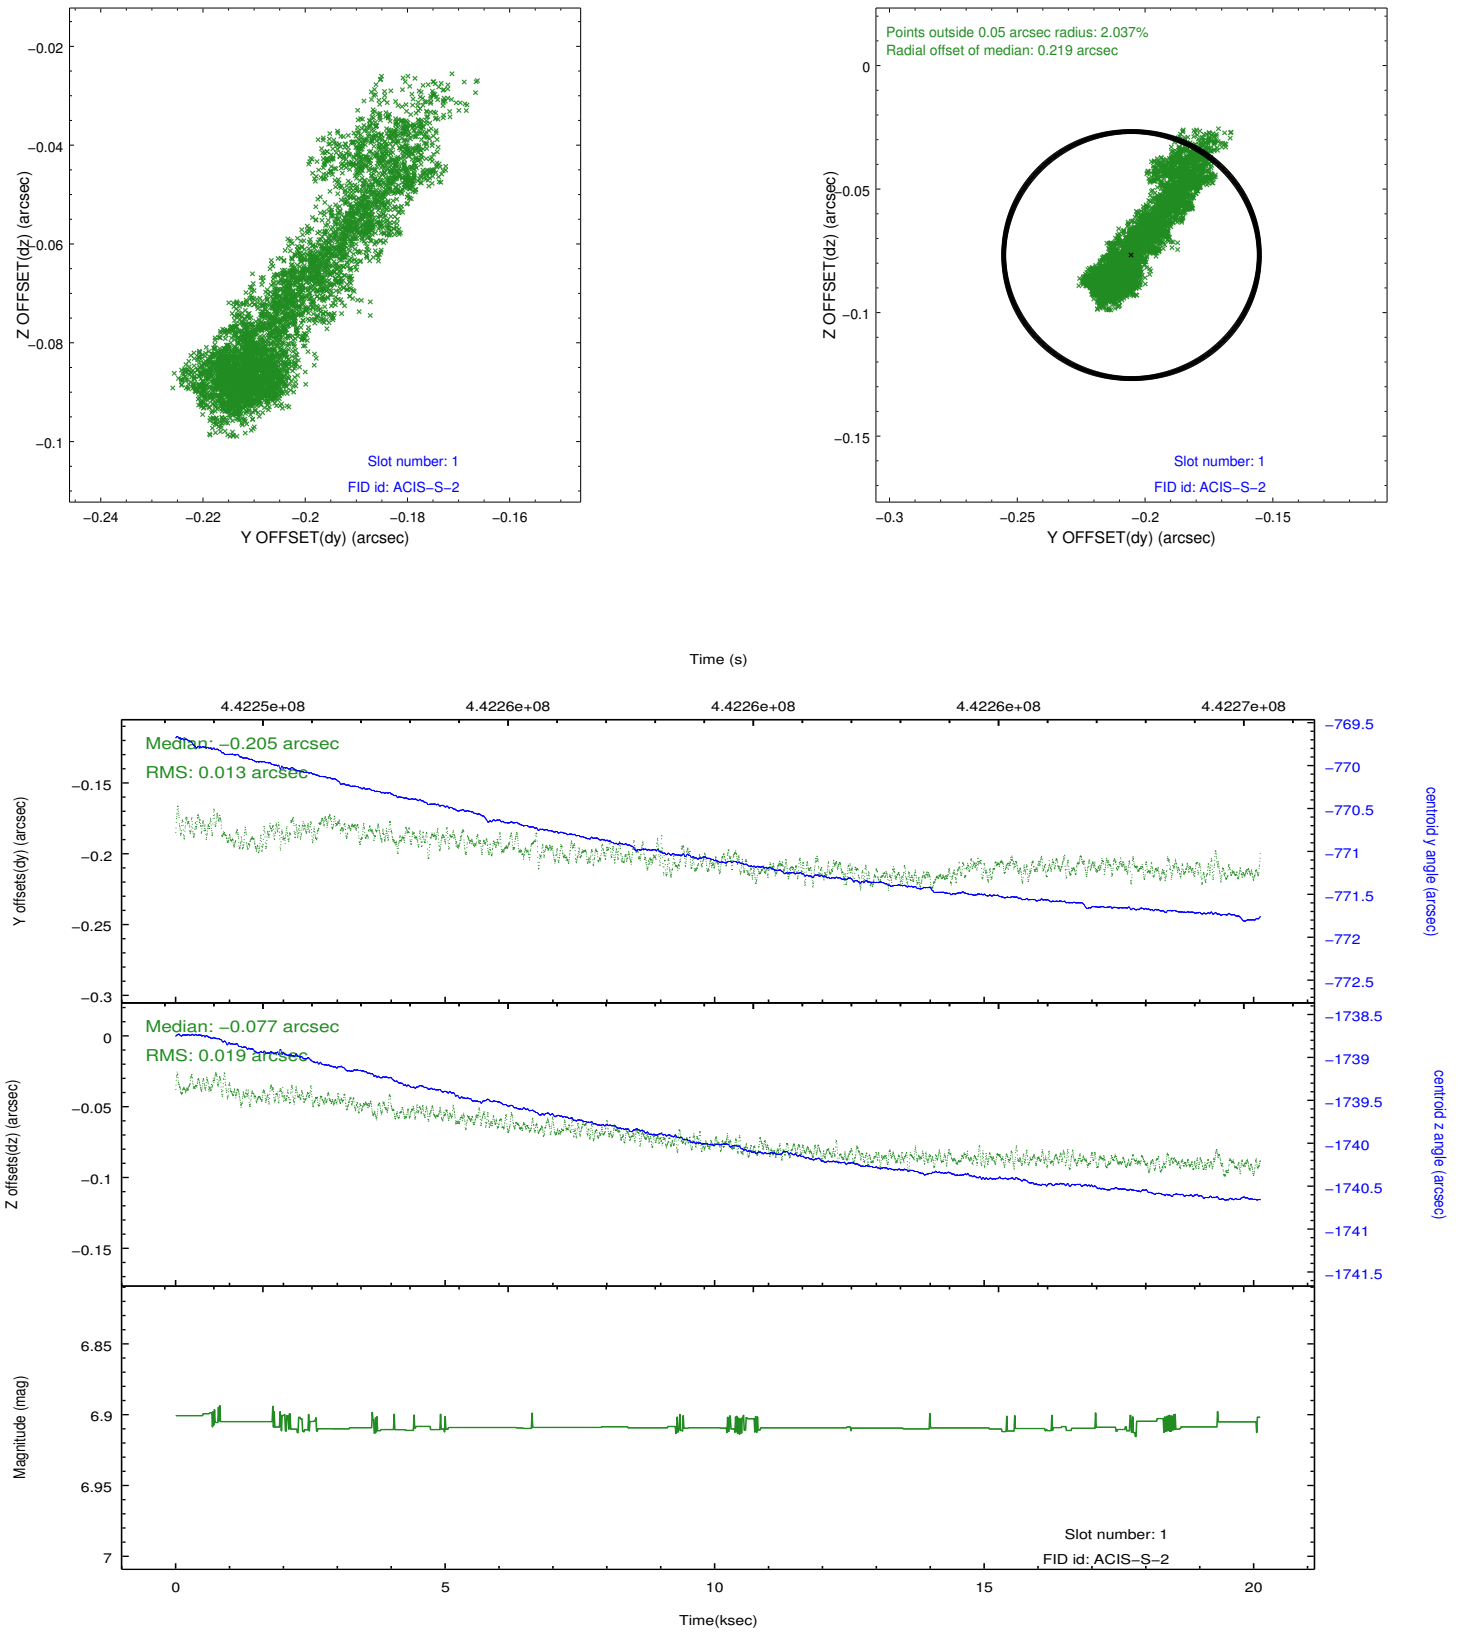 −0.02
−0.04
−0.06
−0.08
−0.1
Z OFFSET(dz) (arcsec)
Slot number: 1
FID id: ACIS−S−2
−0.24
−0.22
−0.2
−0.18
−0.16
Y OFFSET(dy) (arcsec)
Points outside 0.05 arcsec radius: 2.037%
Radial offset of median: 0.219 arcsec
0
−0.05
−0.1
−0.15
Z OFFSET(dz) (arcsec)
Slot number: 1
FID id: ACIS−S−2
−0.3
−0.25
−0.2
−0.15
Y OFFSET(dy) (arcsec)
Time (s)
4.4225e+08
4.4226e+08
4.4226e+08
4.4226e+08
4.4227e+08
Median: −0.205 arcsec
RMS: 0.013 arcsec
−0.15
−0.2
−0.25
−0.3
Y offsets(dy) (arcsec)
−769.5
−770
−770.5
−771
−771.5
−772
−772.5
centroid y angle (arcsec)
Median: −0.077 arcsec
RMS: 0.019 arcsec
0
−0.05
−0.1
−0.15
Z offsets(dz) (arcsec)
−1738.5
−1739
−1739.5
−1740
−1740.5
−1741
−1741.5
centroid z angle (arcsec)
6.85
6.9
6.95
7
Magnitude (mag)
Slot number: 1
FID id: ACIS−S−2
0
5
10
15
20
Time(ksec)